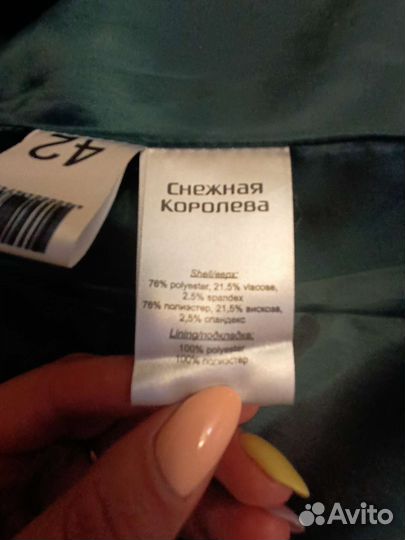 42
Снежная
Королева
Shell/верх:
76% polyester, 21.5% viscose,
2.5% spandex
76% полиэстер, 21,5% вискоза,
2,5% спандекс
Lining/подкладка:
100% polyester
100% полиэстер
Avito